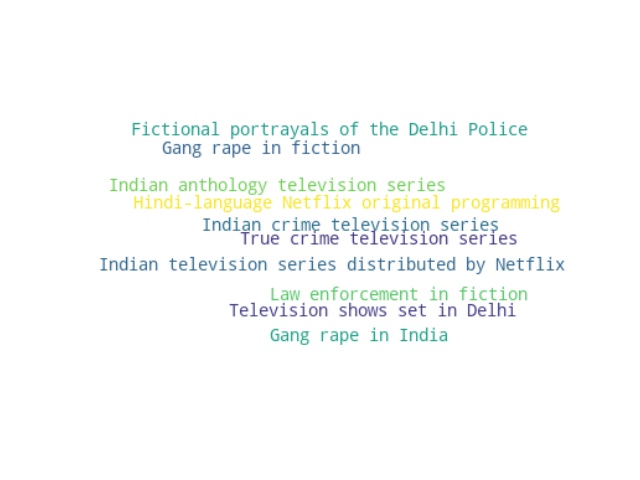 Fictional portrayals of the Delhi Police
Gang rape in fiction
Indian anthology television series
Hindi-language Netflix original programming
Indian crime television series
True crime television series
Indian television series distributed by Netflix
Law enforcement in fiction
Television shows set in Delhi
Gang rape in India